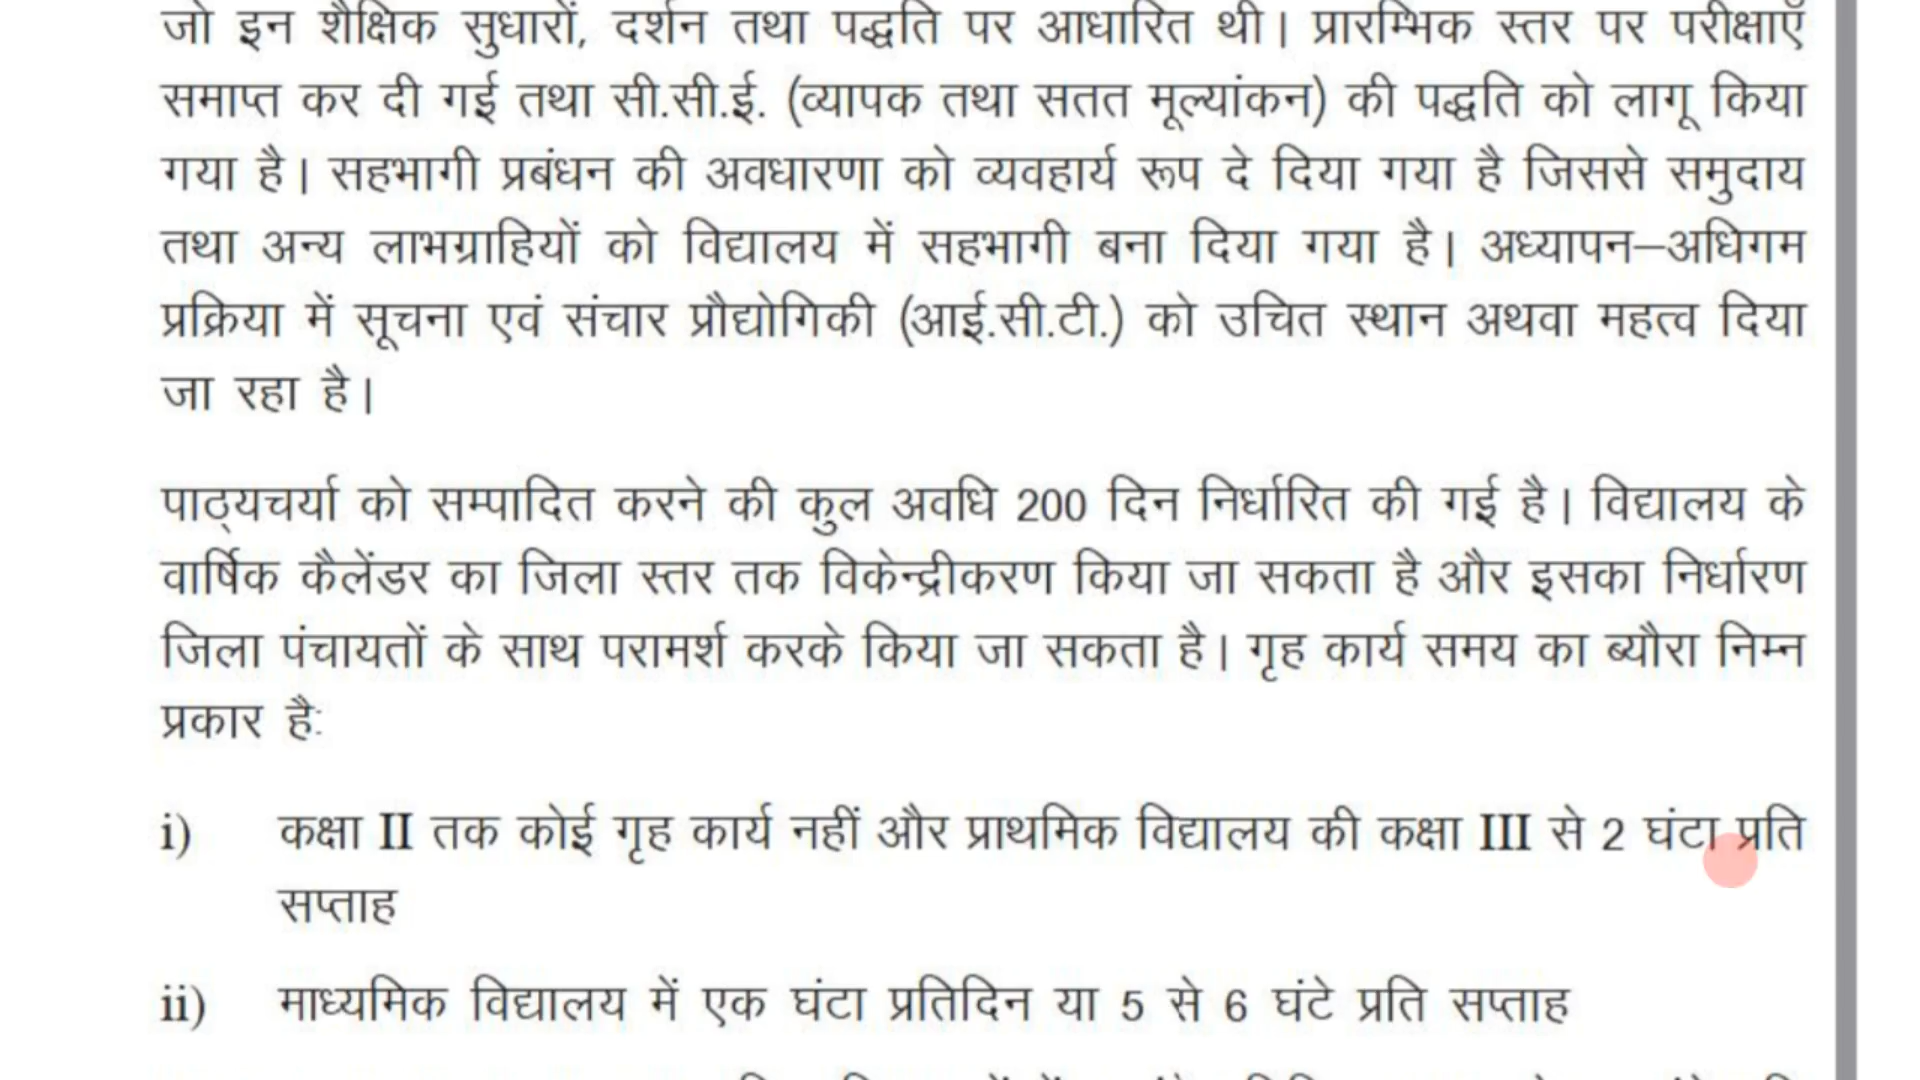 जो इन शैक्षिक सुधारों, दर्शन तथा पद्धति पर आधारित थी। प्रारम्भिक स्तर पर परीक्षाएँ
समाप्त कर दी गई तथा सी.सी.ई. (व्यापक तथा सतत मूल्यांकन) की पद्धति को लागू किया
गया है। सहभागी प्रबंधन की अवधारणा को व्यवहार्य रूप दे दिया गया है जिससे समुदाय
तथा अन्य लाभग्राहियों को विद्यालय में सहभागी बना दिया गया है। अध्यापन–अधिगम
प्रक्रिया में सूचना एवं संचार प्रौद्योगिकी (आई.सी.टी.) को उचित स्थान अथवा महत्व दिया
जा रहा है।
पाठ्यचर्या को सम्पादित करने की कुल अवधि 200 दिन निर्धारित की गई है। विद्यालय के
वार्षिक कैलेंडर का जिला स्तर तक विकेन्द्रीकरण किया जा सकता है और इसका निर्धारण
जिला पंचायतों के साथ परामर्श करके किया जा सकता है। गृह कार्य समय का ब्यौरा निम्न
प्रकार है:
i) कक्षा II तक कोई गृह कार्य नहीं और प्राथमिक विद्यालय की कक्षा III से 2 घंटा प्रति
सप्ताह
ii) माध्यमिक विद्यालय में एक घंटा प्रतिदिन या 5 से 6 घंटे प्रति सप्ताह